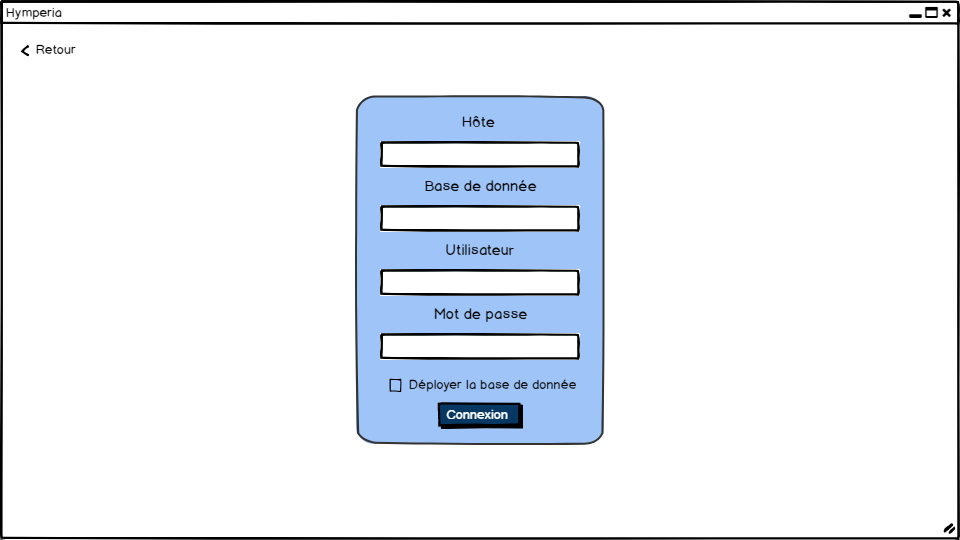 Hymperia
Retour
Hôte
Base de donnée
Utilisateur
Mot de passe
Déployer la base de donnée
Connexion